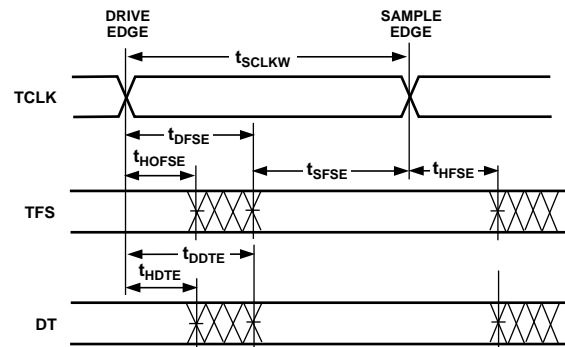 DRIVE
EDGE
SAMPLE
EDGE
tSCLKW
TCLK
tDFSE
tHOFSE
tSFSE
tHFSE
TFS
tDDTE
tHDTE
DT